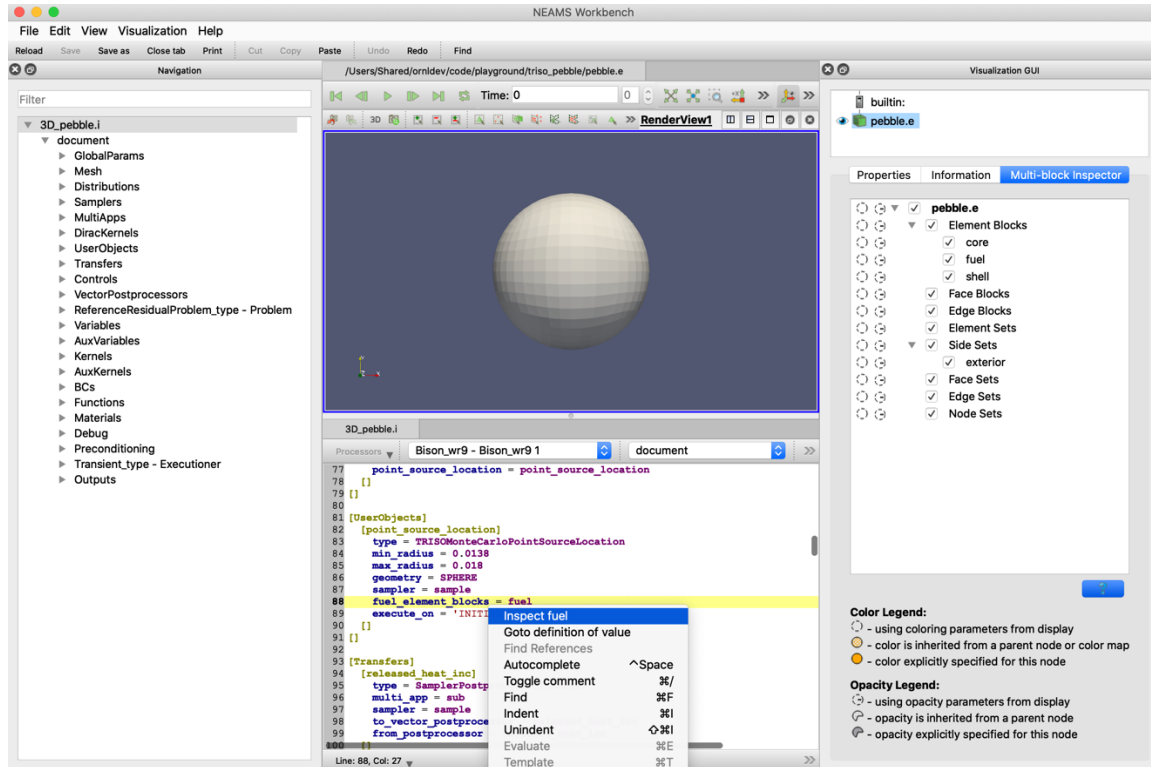 NEAMS Workbench
File Edit View Visualization Help
Reload Save Save as Close tab Print Cut Copy Paste Undo Redo Find
Navigation
Filter
3D_pebble.i
document
GlobalParams
Mesh
Distributions
Samplers
MultiApps
DiracKernels
UserObjects
Transfers
Controls
VectorPostprocessors
ReferenceResidualProblem_type - Problem
Variables
AuxVariables
Kernels
AuxKernels
BCs
Functions
Materials
Debug
Preconditioning
Transient_type - Executioner
Outputs
/Users/Shared/ornldev/code/playground/triso_pebble/pebble.e
Time: 0 0 »
3D » RenderView1
3D_pebble.i
Processors Bison_wr9 - Bison_wr9 1 document »
77 point_source_location = point_source_location
78 []
79 []
80
81 [UserObjects]
82 [point_source_location]
83 type = TRISOMonteCarloPointSourceLocation
84 min_radius = 0.0138
85 max_radius = 0.018
86 geometry = SPHERE
87 sampler = sample
88 fuel_element_blocks = fuel
89 execute_on = 'INITI
90 []
91 []
92
93 [Transfers]
94 [released_heat_inc]
95 type = SamplerPostp
96 multi_app = sub
97 sampler = sample
98 to_vector_postproce
99 from_postprocessor
100 []
Inspect fuel
Goto definition of value
Find References
Autocomplete ^Space
Toggle comment ⌘/
Find ⌘F
Indent ⌘I
Unindent ⇧⌘I
Evaluate ⌘E
Template ⌘T
Line: 88, Col: 27 »
Visualization GUI
builtin:
pebble.e
Properties Information Multi-block Inspector
pebble.e
Element Blocks
core
fuel
shell
Face Blocks
Edge Blocks
Element Sets
Side Sets
exterior
Face Sets
Edge Sets
Node Sets
Color Legend:
- using coloring parameters from display
- color is inherited from a parent node or color map
- color explicitly specified for this node
Opacity Legend:
- using opacity parameters from display
- opacity is inherited from a parent node
- opacity explicitly specified for this node